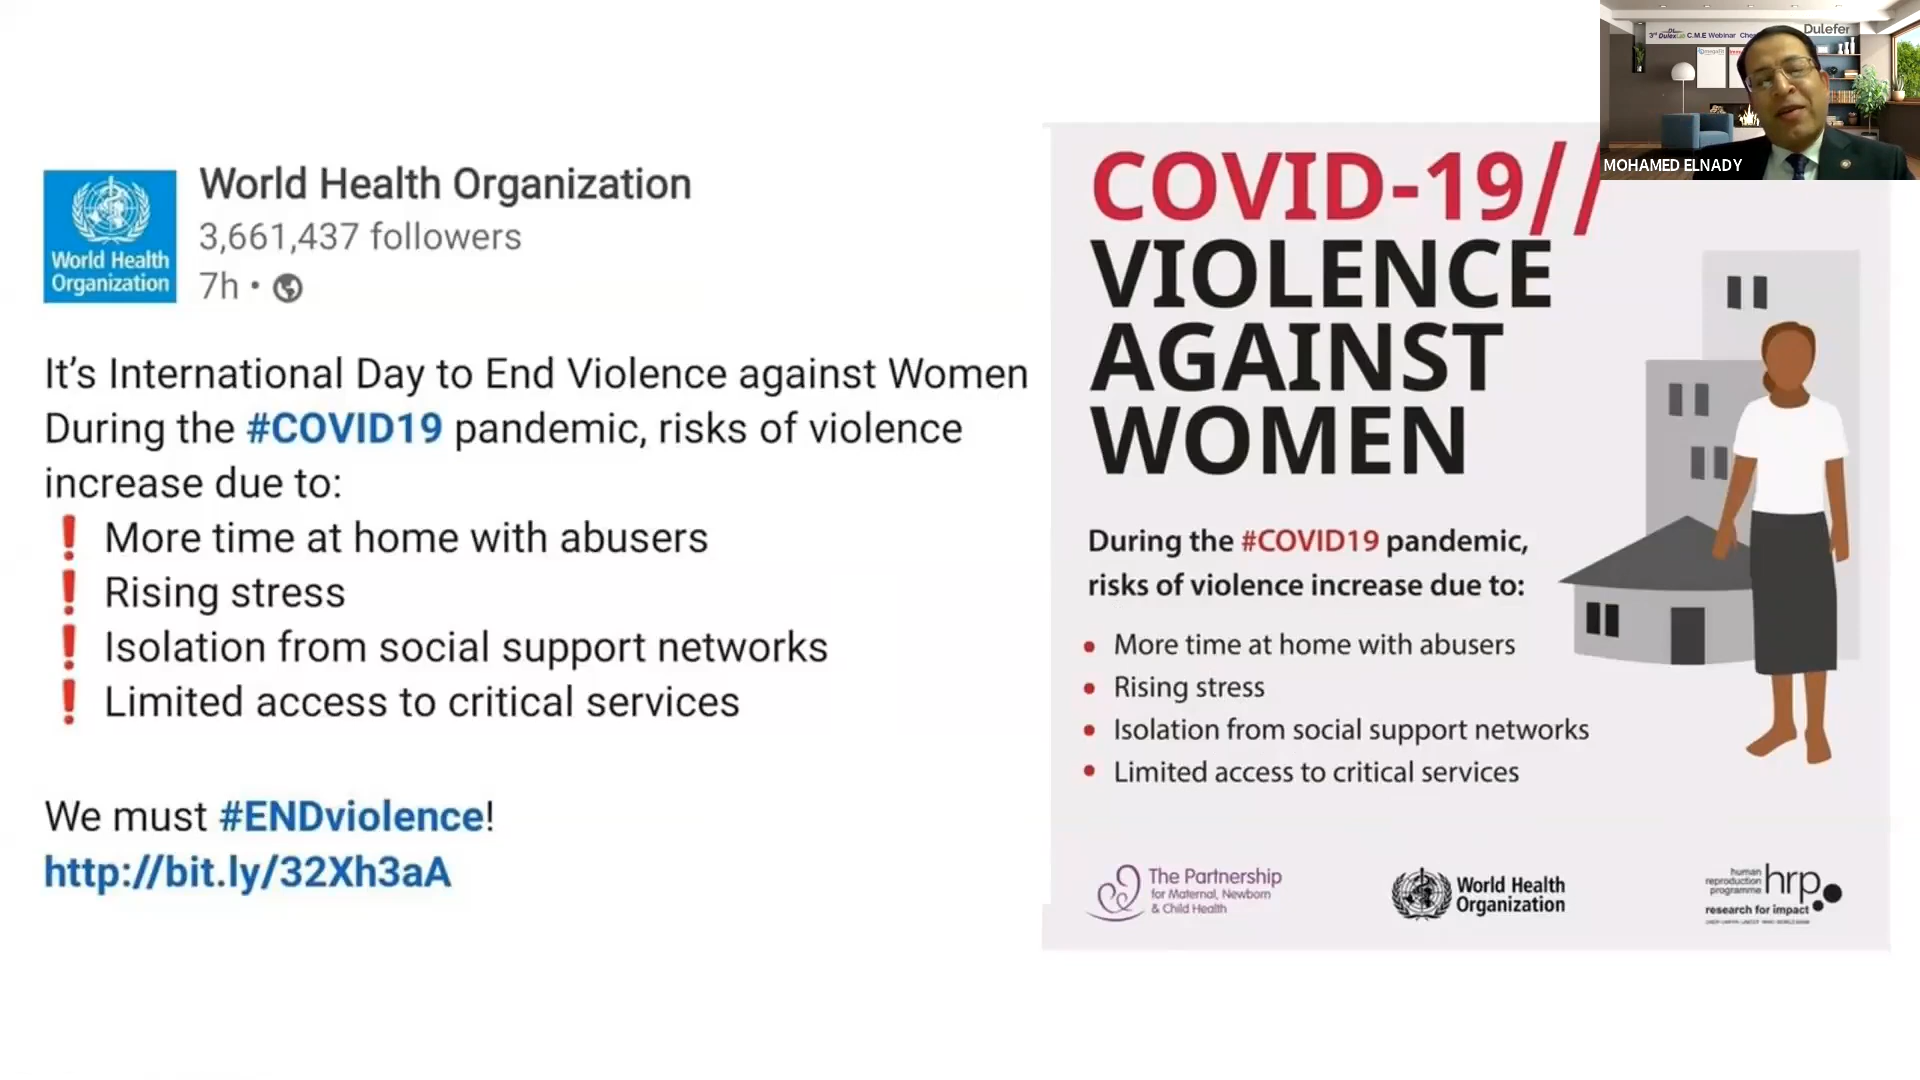 World Health Organization
3,661,437 followers
7h •
World Health
Organization
It's International Day to End Violence against Women
During the #COVID19 pandemic, risks of violence
increase due to:
❗ More time at home with abusers
❗ Rising stress
❗ Isolation from social support networks
❗ Limited access to critical services
We must #ENDviolence!
http://bit.ly/32Xh3aA
COVID-19//
VIOLENCE
AGAINST
WOMEN
During the #COVID19 pandemic,
risks of violence increase due to:
• More time at home with abusers
• Rising stress
• Isolation from social support networks
• Limited access to critical services
The Partnership
for Maternal, Newborn
& Child Health
World Health
Organization
human
reproduction
programme
hrp
research for impact
Dulefer
3rd C.M.E Webinar
MOHAMED ELNADY